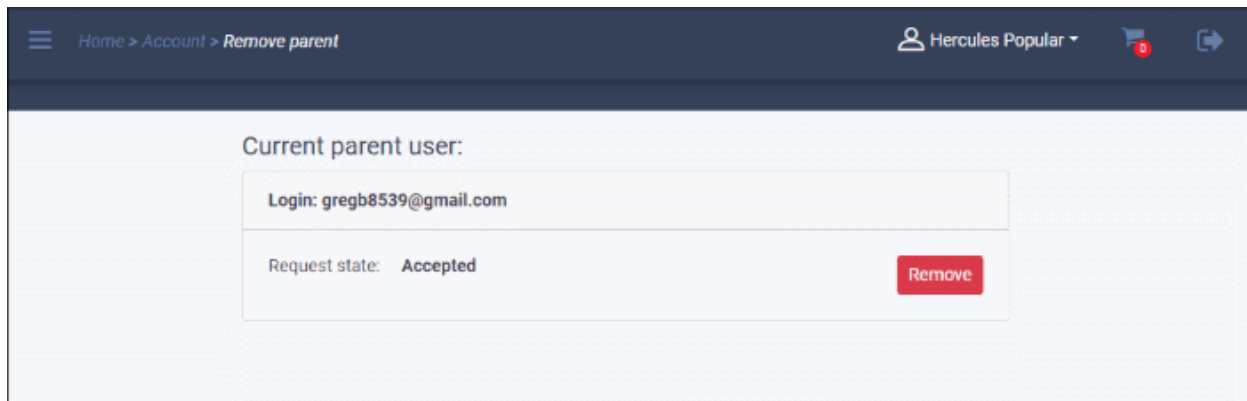 Home > Account > Remove parent
Hercules Popular
0
Current parent user:
Login: gregb8539@gmail.com
Request state: Accepted
Remove